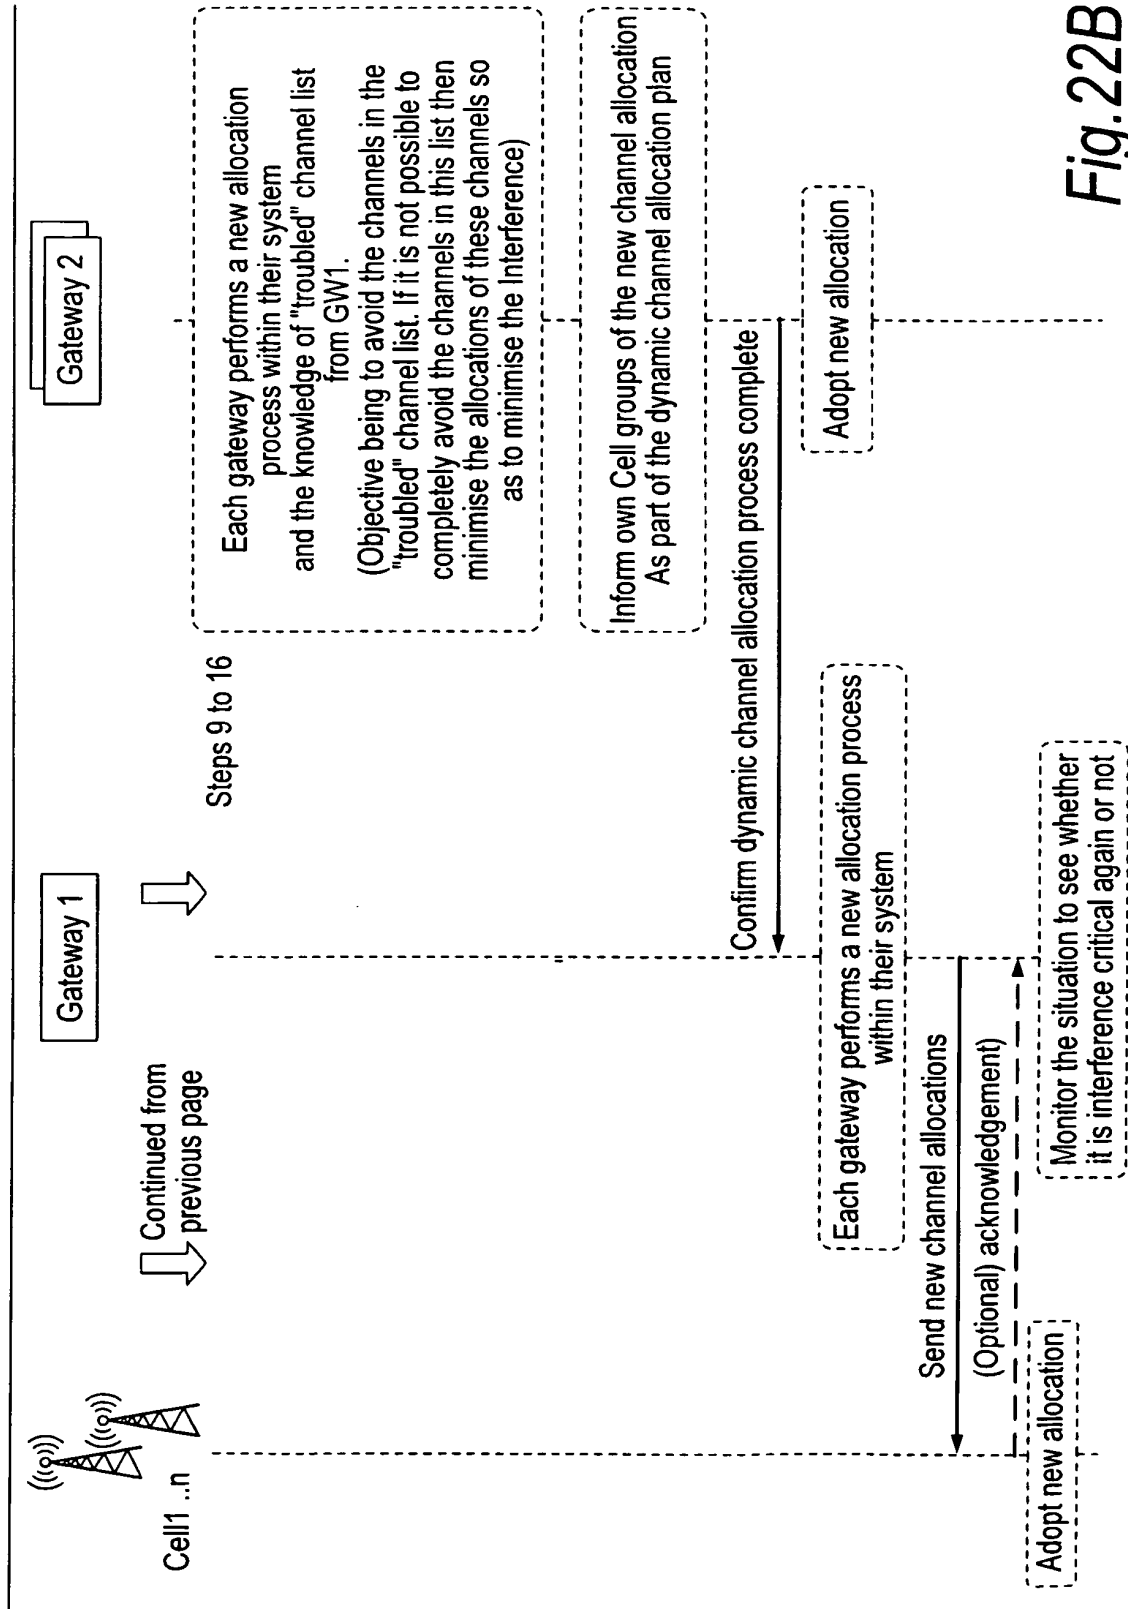 Cell1 ..n
Continued from
previous page
Gateway 1
Gateway 2
Steps 9 to 16
Each gateway performs a new allocation
process within their system
and the knowledge of "troubled" channel list
from GW1.
(Objective being to avoid the channels in the
"troubled" channel list. If it is not possible to
completely avoid the channels in this list then
minimise the allocations of these channels so
as to minimise the Interference)
Inform own Cell groups of the new channel allocation
As part of the dynamic channel allocation plan
Confirm dynamic channel allocation process complete
Adopt new allocation
Each gateway performs a new allocation process
within their system
Send new channel allocations
(Optional) acknowledgement)
Adopt new allocation
Monitor the situation to see whether
it is interference critical again or not
Fig.22B